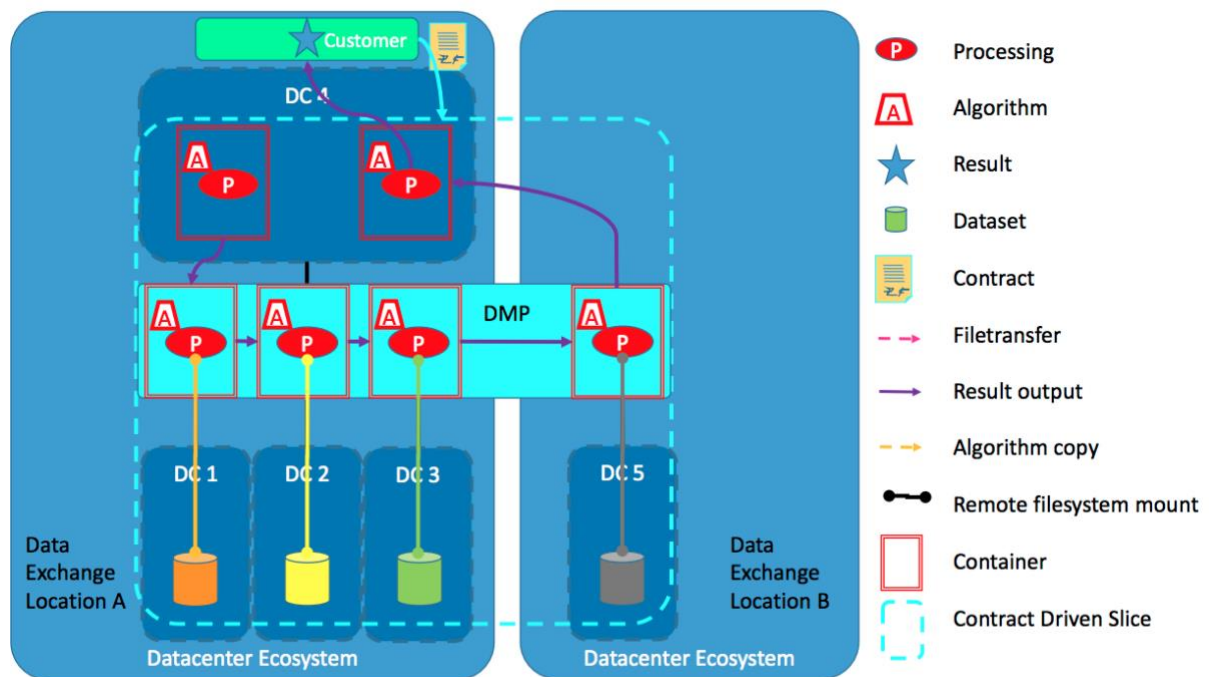 Customer
DC 4
A
P
A
P
A
P
A
P
A
P
DMP
A
P
DC 1
DC 2
DC 3
DC 5
Data
Exchange
Location A
Data
Exchange
Location B
Datacenter Ecosystem
Datacenter Ecosystem
P
Processing
A
Algorithm
Result
Dataset
Contract
Filetransfer
Result output
Algorithm copy
Remote filesystem mount
Container
Contract Driven Slice